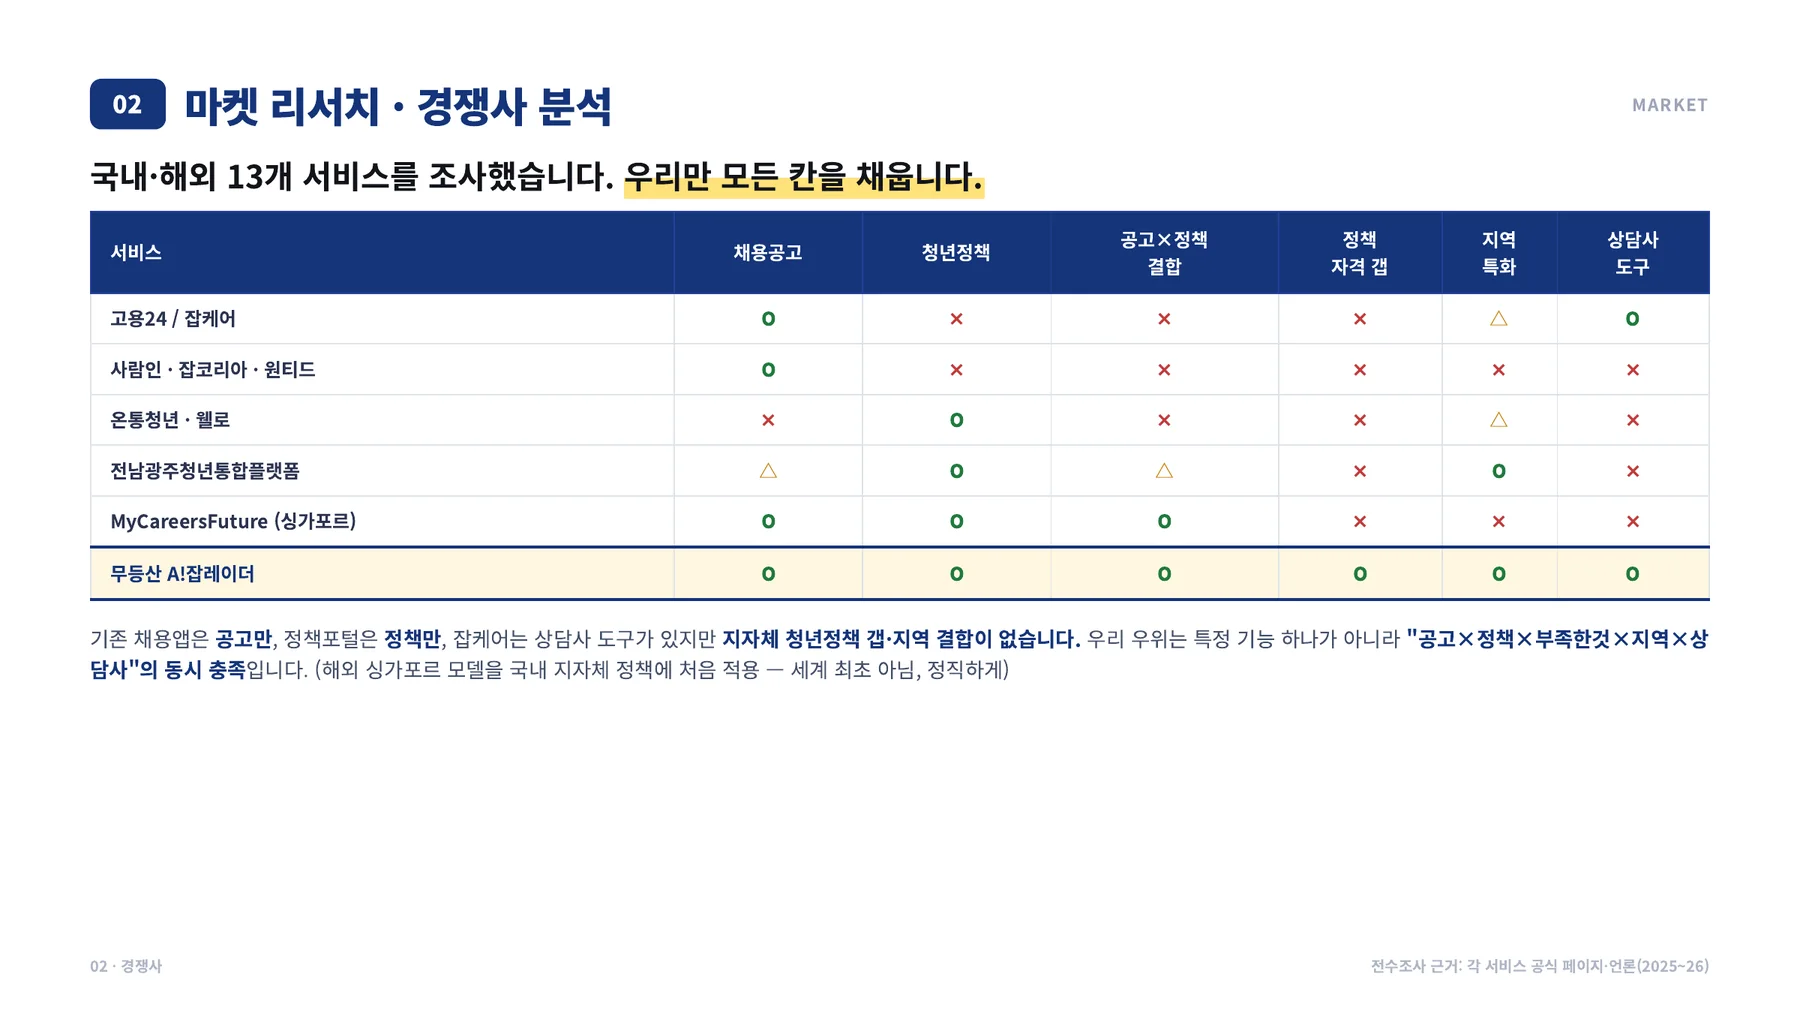 02 마켓 리서치 · 경쟁사 분석
MARKET
국내·해외 13개 서비스를 조사했습니다. 우리만 모든 칸을 채웁니다.
서비스 채용공고 청년정책 공고×정책 결합 정책 자격 갭 지역 특화 상담사 도구
고용24 / 잡케어 O × × × △ O
사람인 · 잡코리아 · 원티드 O × × × × ×
온통청년 · 웰로 × O × × △ ×
전남광주청년통합플랫폼 △ O △ × O ×
MyCareersFuture (싱가포르) O O O × × ×
무등산 A!잡레이더 O O O O O O
기존 채용앱은 공고만, 정책포털은 정책만, 잡케어는 상담사 도구가 있지만 지자체 청년정책 갭·지역 결합이 없습니다. 우리 우위는 특정 기능 하나가 아니라 "공고×정책×부족한것×지역×상
담사"의 동시 충족입니다. (해외 싱가포르 모델을 국내 지자체 정책에 처음 적용 — 세계 최초 아님, 정직하게)
02 · 경쟁사
전수조사 근거: 각 서비스 공식 페이지·언론(2025~26)